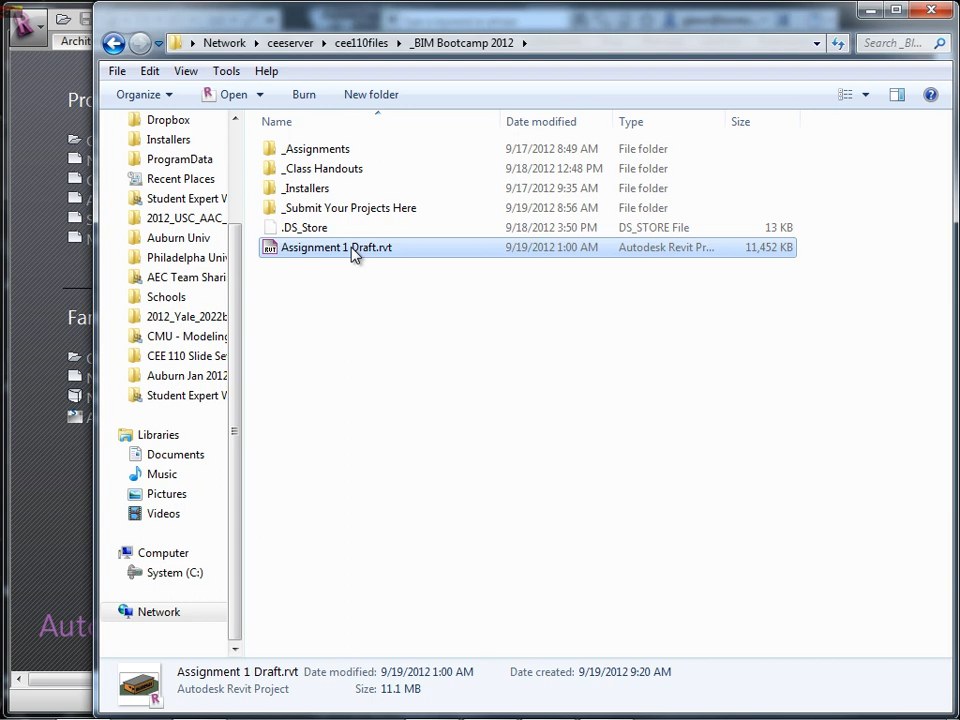 Archit
Network ceeserver cee110files _BIM Bootcamp 2012
Search _BI...
File Edit View Tools Help
Organize Open Burn New folder
Name Date modified Type Size
Dropbox
Installers
ProgramData
Recent Places
Student Expert W
2012_USC_AAC_
Auburn Univ
Philadelphia Uni
AEC Team Shari
Schools
2012_Yale_2022b
CMU - Modeling
CEE 110 Slide Se
Auburn Jan 2012
Student Expert W
Libraries
Documents
Music
Pictures
Videos
Computer
System (C:)
Network
_Assignments 9/17/2012 8:49 AM File folder
_Class Handouts 9/18/2012 12:48 PM File folder
_Installers 9/17/2012 9:35 AM File folder
_Submit Your Projects Here 9/19/2012 8:56 AM File folder
.DS_Store 9/18/2012 3:50 PM DS_STORE File 13 KB
Assignment 1 Draft.rvt 9/19/2012 1:00 AM Autodesk Revit Pr... 11,452 KB
Assignment 1 Draft.rvt Date modified: 9/19/2012 1:00 AM Date created: 9/19/2012 9:20 AM
Autodesk Revit Project Size: 11.1 MB
Pro
Fan
Auto